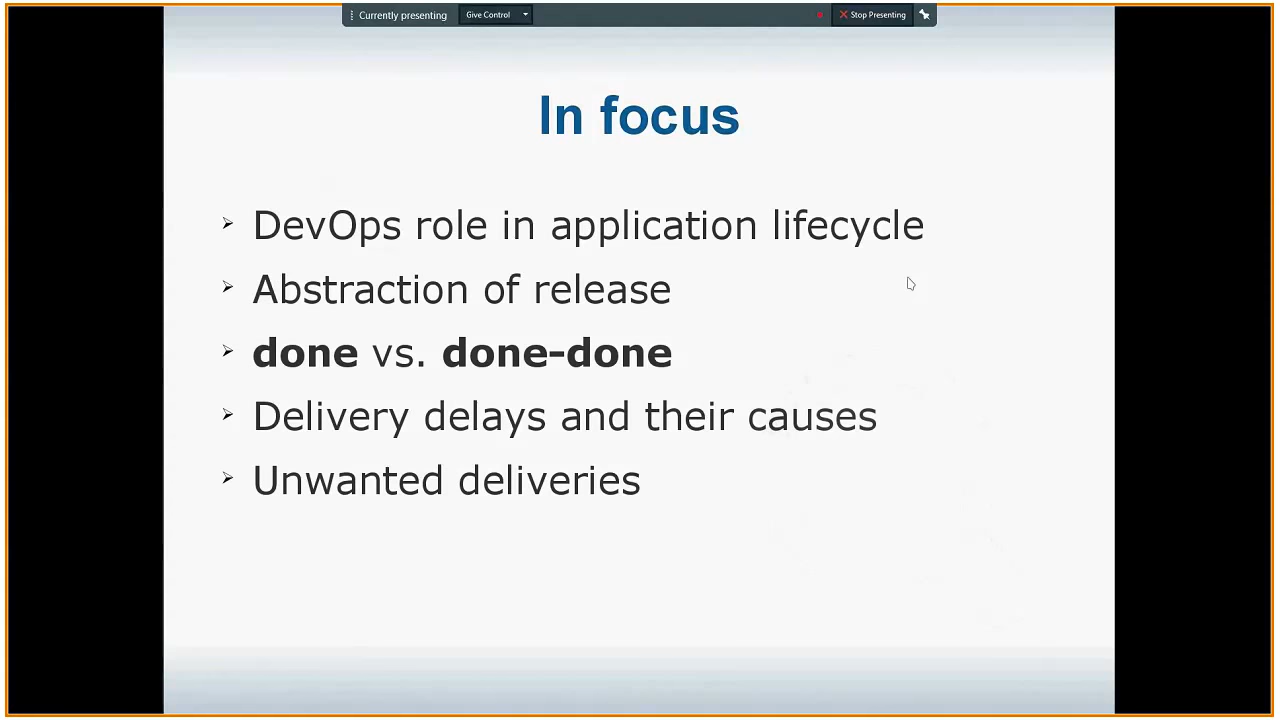 Currently presenting Give Control Stop Presenting
In focus
DevOps role in application lifecycle
Abstraction of release
done vs. done-done
Delivery delays and their causes
Unwanted deliveries